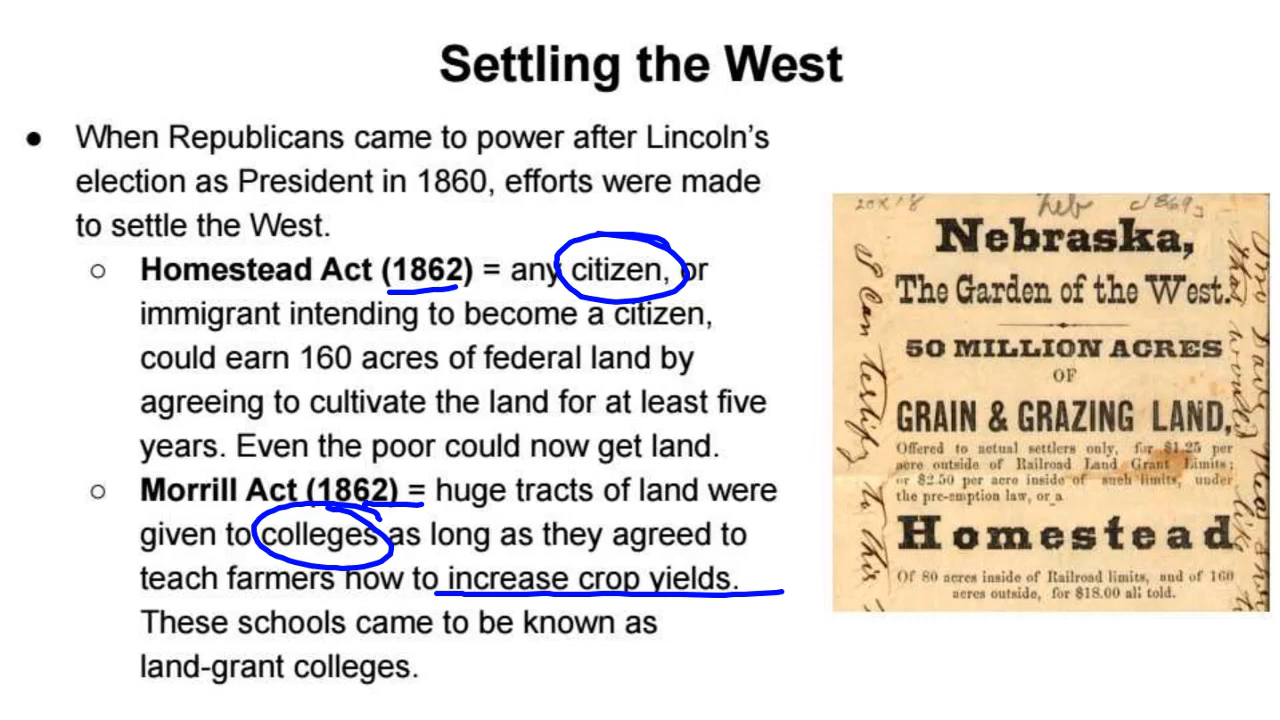 Settling the West
● When Republicans came to power after Lincoln's
election as President in 1860, efforts were made
to settle the West.
○ Homestead Act (1862) = any citizen, or
immigrant intending to become a citizen,
could earn 160 acres of federal land by
agreeing to cultivate the land for at least five
years. Even the poor could now get land.
○ Morrill Act (1862) = huge tracts of land were
given to colleges as long as they agreed to
teach farmers how to increase crop yields.
These schools came to be known as
land-grant colleges.
20 x 18 Neb
Nebraska,
The Garden of the West.
50 MILLION ACRES
OF
GRAIN & GRAZING LAND,
Offered to actual settlers only, for $1.25 per
acre outside of Railroad Land Grant Limits;
or $2.50 per acre inside of such limits, under
the pre-emption law, or a
Homestead
Of 80 acres inside of Railroad limits, and of 160
acres outside, for $18.00 all told.
I Can testify to this